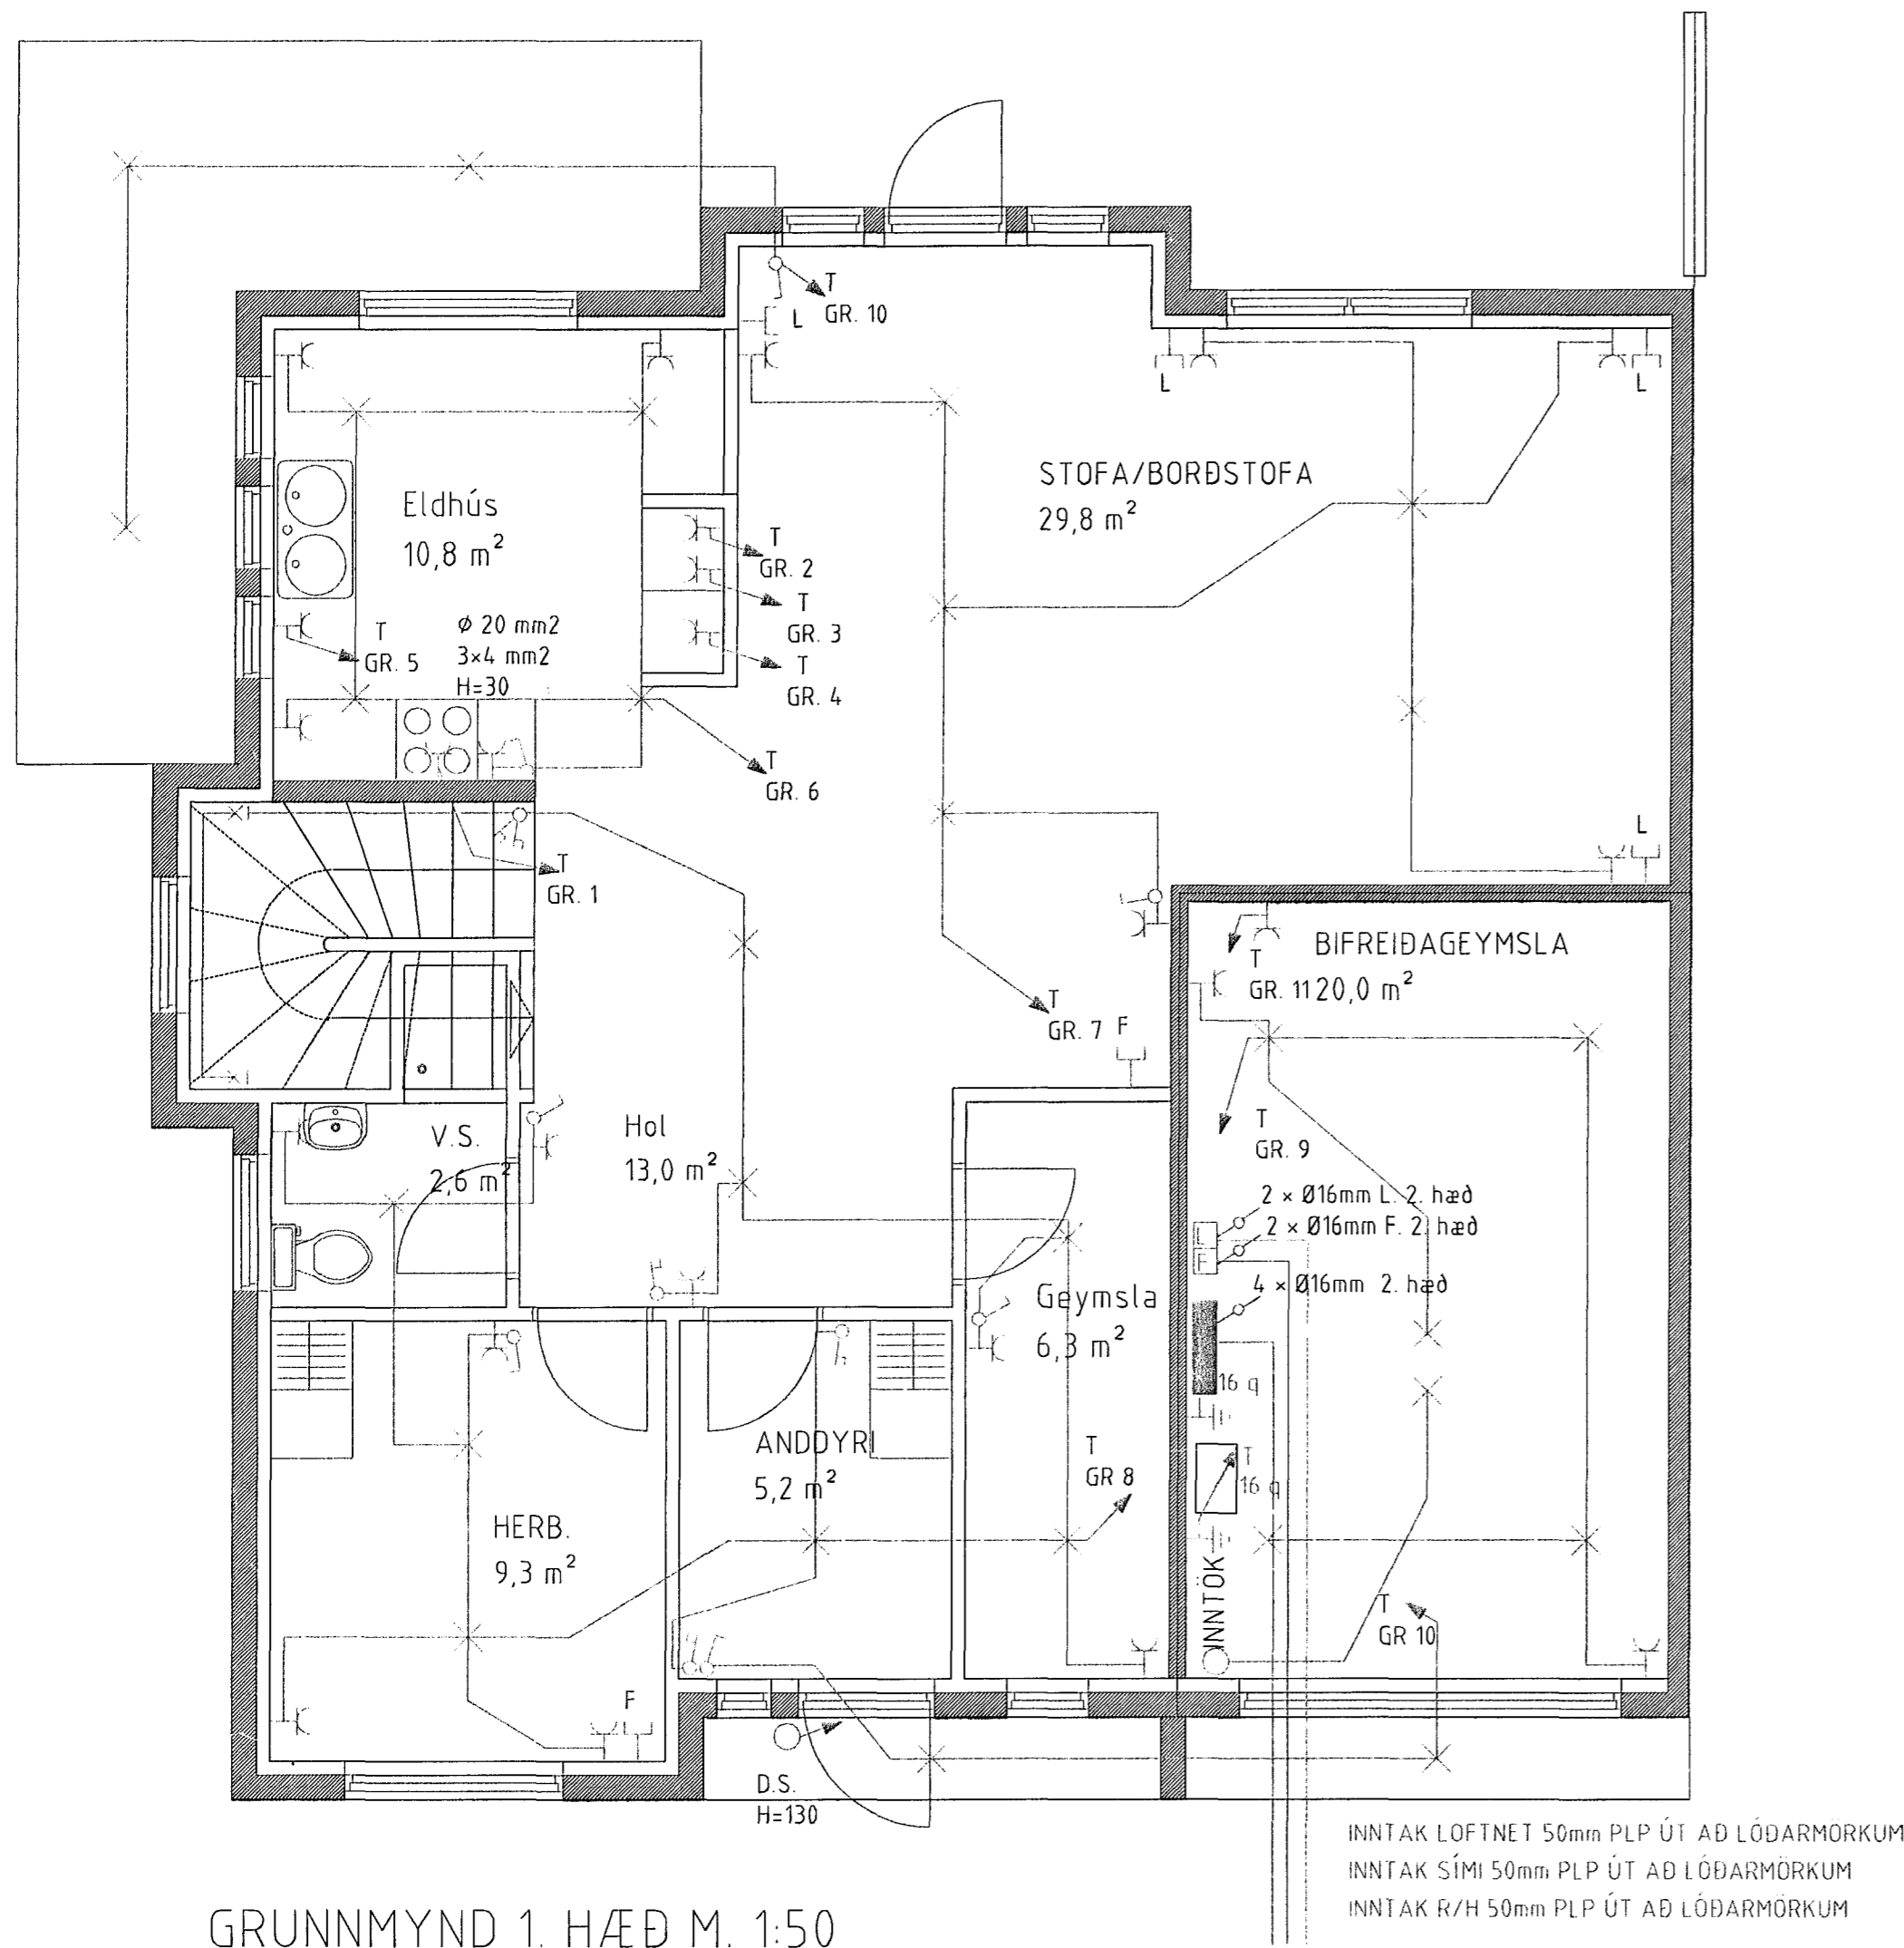 T
GR. 10
L
L
L
STOFA/BORÐSTOFA
29,8 m²
Eldhús
10,8 m²
T
GR. 2
T
GR. 3
T
GR. 4
T
GR. 5
ø 20 mm2
3×4 mm2
H=30
T
GR. 6
L
T
GR. 1
BIFREIÐAGEYMSLA
20,0 m²
T
GR. 11
T
GR. 7
F
T
GR. 9
V.S.
2,6 m²
Hol
13,0 m²
2 × Ø16mm L. 2. hæð
2 × Ø16mm F. 2. hæð
L
F
4 × Ø16mm 2. hæð
Geymsla
6,3 m²
16 q
ANDDYRI
5,2 m²
T
GR 8
T
16 q
HERB.
9,3 m²
INNTÖK
T
GR 10
F
D.S.
H=130
INNTAK LOFTNET 50mm PLP ÚT AÐ LÓÐARMÖRKUM
INNTAK SÍMI 50mm PLP ÚT AÐ LÓÐARMÖRKUM
INNTAK R/H 50mm PLP ÚT AÐ LÓÐARMÖRKUM
GRUNNMYND 1. HÆÐ M. 1:50